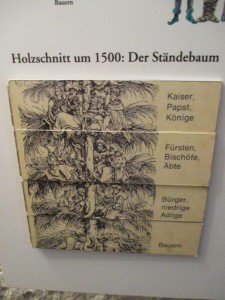 Bauern
Holzschnitt um 1500: Der Ständebaum
Kaiser,
Papst,
Könige
Fürsten,
Bischöfe,
Äbte
Bürger,
niedrige
Adlige
Bauern